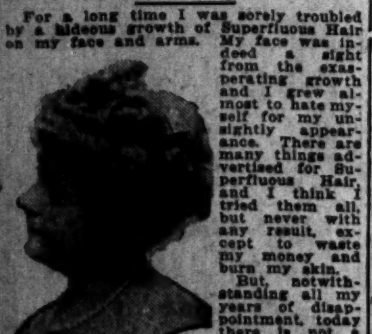 For a long time I was sorely troubled
by a hideous growth of Superfluous Hair
on my face and arms. My face was in-
deed a sight
from the exas-
perating growth
and I grew al-
most to hate my-
self for my un-
sightly appear-
ance. There are
many things ad-
vertised for Su-
perfluous Hair,
and I think I
tried them all,
but never with
any result, ex-
cept to waste
my money and
burn my skin.
But, notwith-
standing all my
years of disap-
pointment, today
there is not a